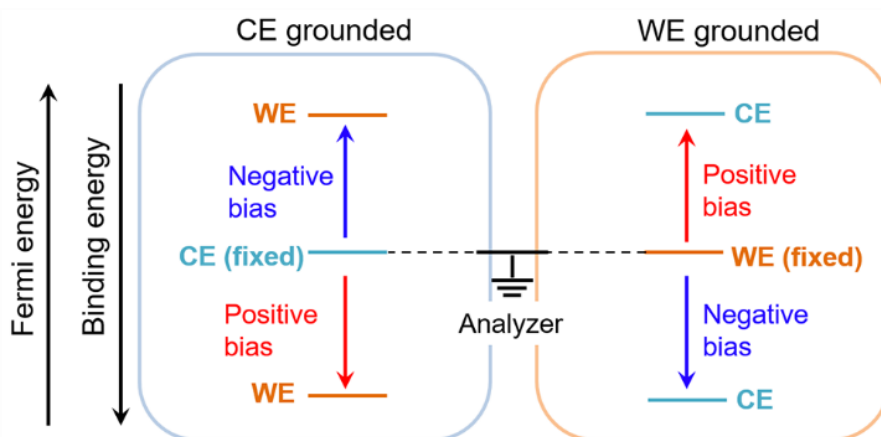 CE grounded
WE grounded
Fermi energy
Binding energy
WE
Negative
bias
CE (fixed)
Positive
bias
WE
Analyzer
CE
Positive
bias
WE (fixed)
Negative
bias
CE